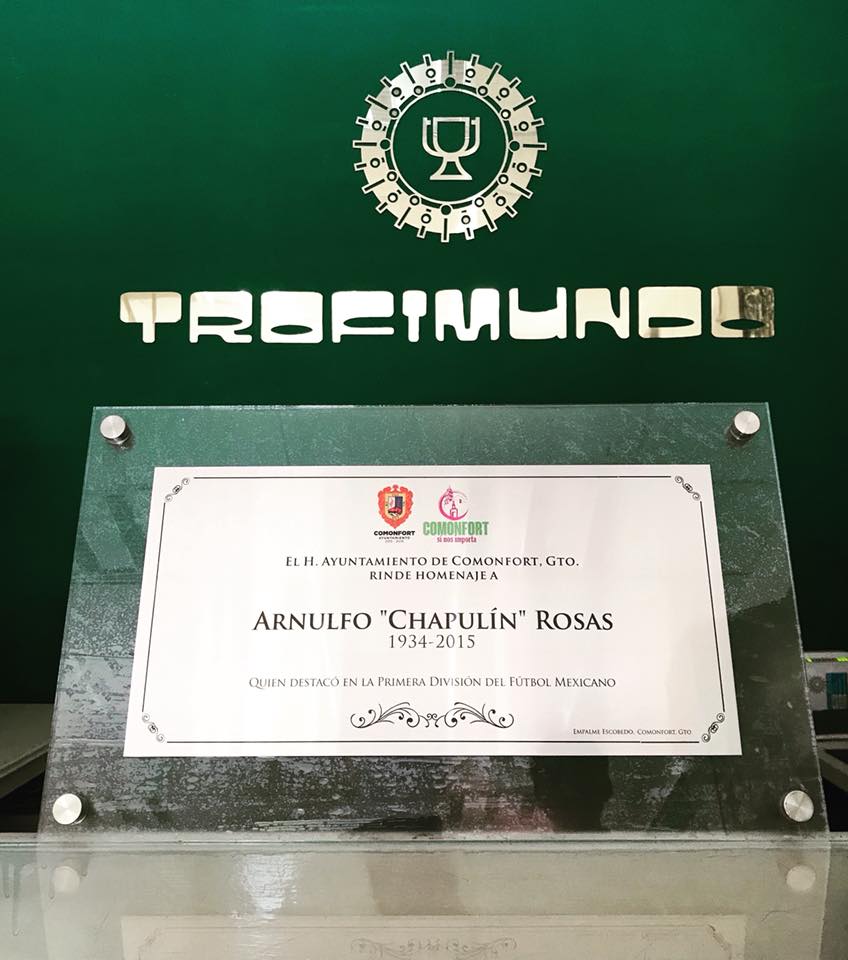 TROFIMUNDO
COMONFORT
AYUNTAMIENTO
COMONFORT
si nos importa
EL H. AYUNTAMIENTO DE COMONFORT, GTO.
RINDE HOMENAJE A
ARNULFO "CHAPULÍN" ROSAS
1934-2015
QUIEN DESTACÓ EN LA PRIMERA DIVISIÓN DEL FÚTBOL MEXICANO
EMPALME ESCOBEDO, COMONFORT, GTO